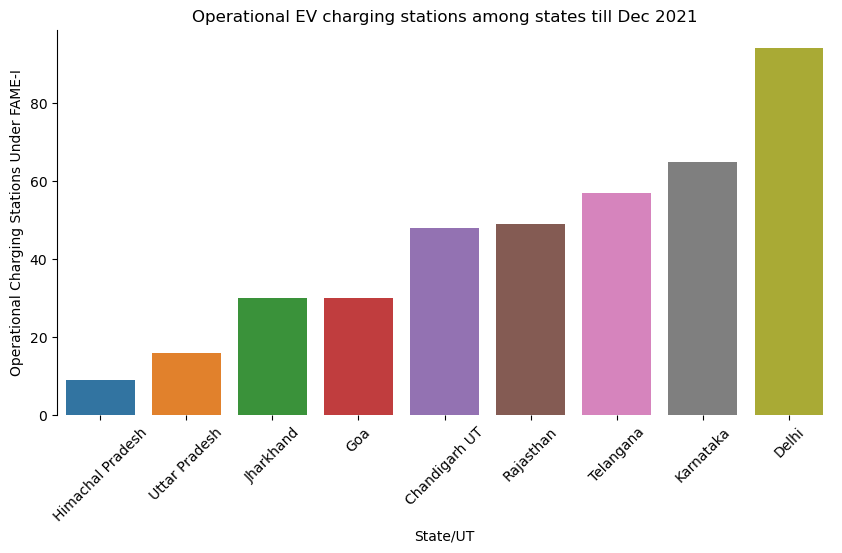 Operational EV charging stations among states till Dec 2021
Operational Charging Stations Under FAME-I
80
60
40
20
0
Himachal Pradesh
Uttar Pradesh
Jharkhand
Goa
Chandigarh UT
Rajasthan
Telangana
Karnataka
Delhi
State/UT